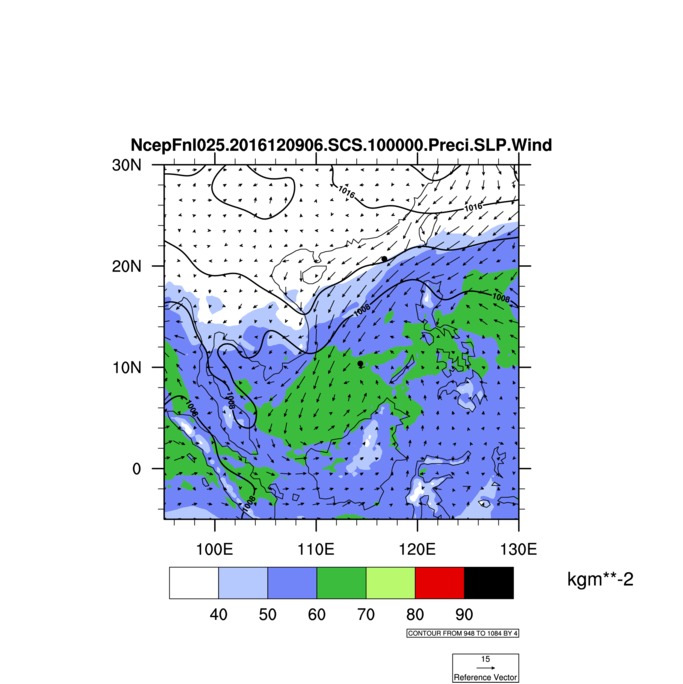 NcepFnl025.2016120906.SCS.100000.Preci.SLP.Wind
30N
1016
1016
20N
1008
1008
10N
1008
1008
0
1008
100E 110E 120E 130E
kgm**-2
40 50 60 70 80 90
CONTOUR FROM 948 TO 1084 BY 4
15
Reference Vector